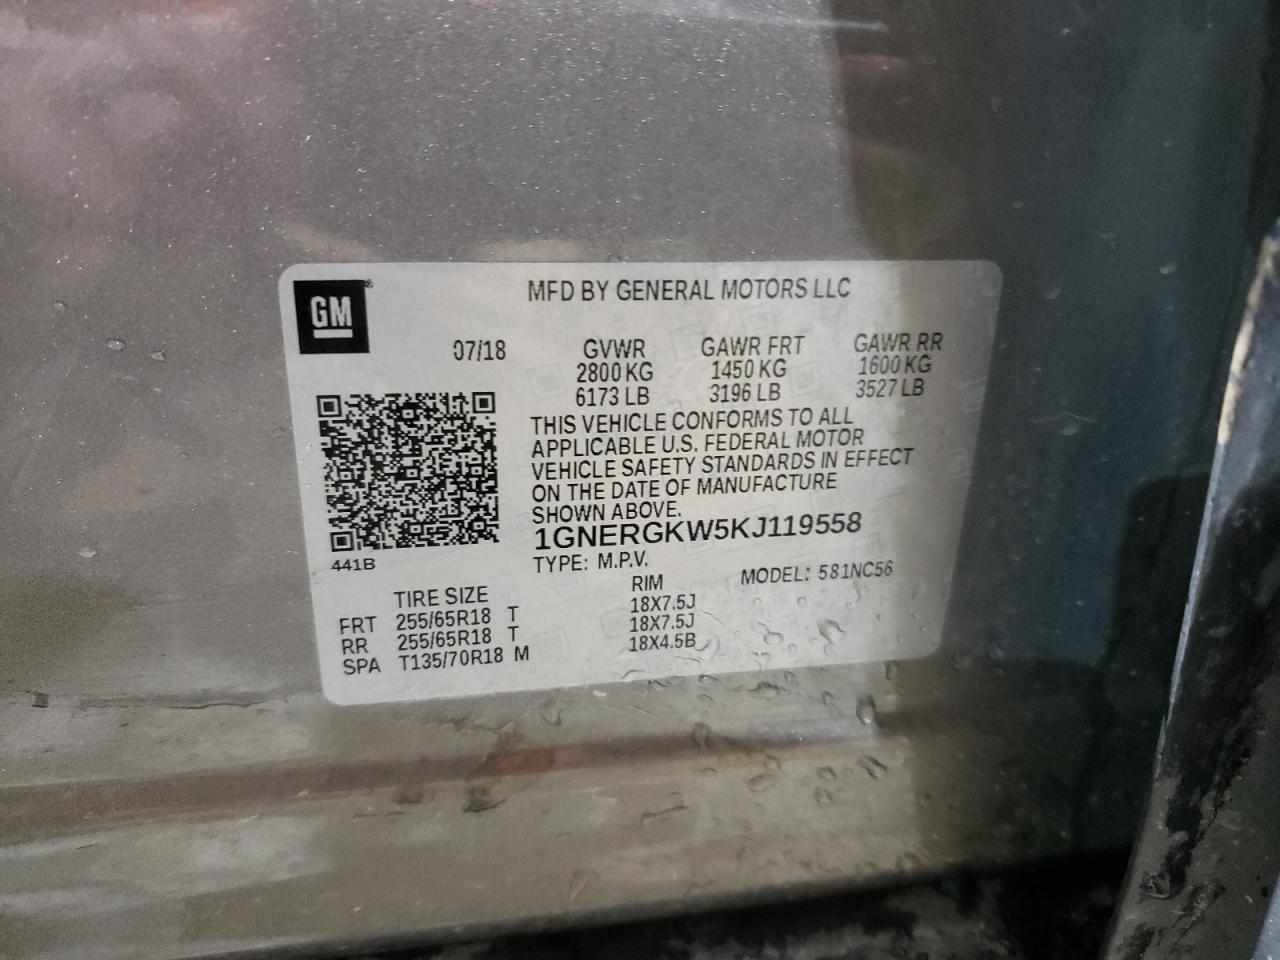 GM
MFD BY GENERAL MOTORS LLC
07/18 GVWR GAWR FRT GAWR RR
2800 KG 1450 KG 1600 KG
6173 LB 3196 LB 3527 LB
THIS VEHICLE CONFORMS TO ALL
APPLICABLE U.S. FEDERAL MOTOR
VEHICLE SAFETY STANDARDS IN EFFECT
ON THE DATE OF MANUFACTURE
SHOWN ABOVE.
1GNERGKW5KJ119558
441B
TYPE: M.P.V. MODEL: 581NC56
TIRE SIZE RIM
FRT 255/65R18 T 18X7.5J
RR 255/65R18 T 18X7.5J
SPA T135/70R18 M 18X4.5B